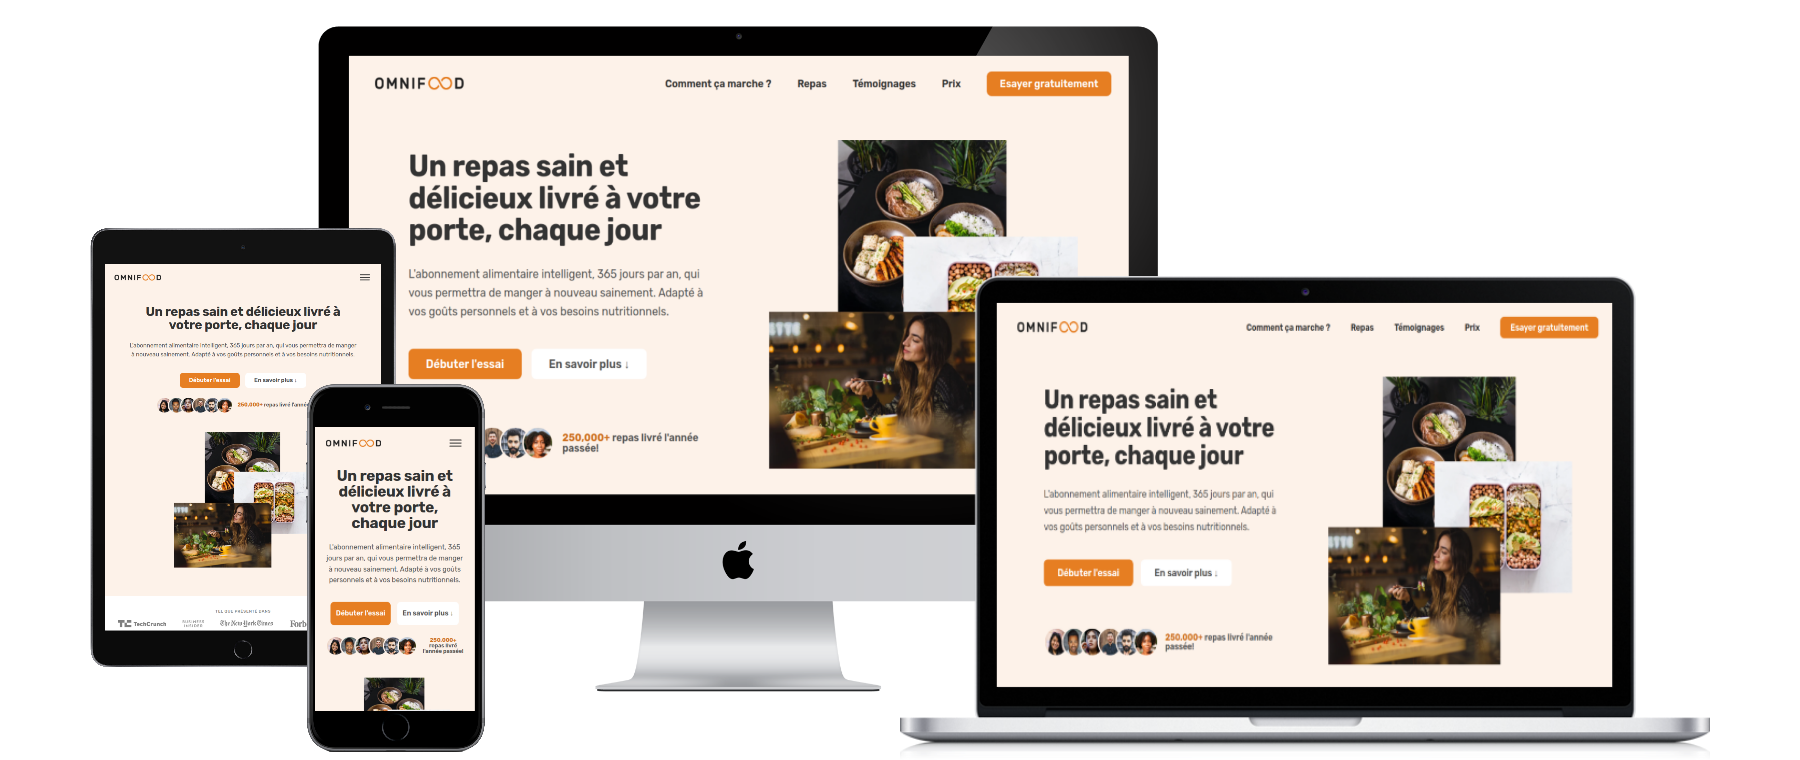 OMNIFOOD
Comment ça marche ?
Repas
Témoignages
Prix
Esayer gratuitement
Un repas sain et
délicieux livré à votre
porte, chaque jour
L'abonnement alimentaire intelligent, 365 jours par an, qui
vous permettra de manger à nouveau sainement. Adapté à
vos goûts personnels et à vos besoins nutritionnels.
Débuter l'essai
En savoir plus ↓
250,000+ repas livré l'année
passée!
OMNIFOOD
Un repas sain et délicieux livré à
votre porte, chaque jour
L'abonnement alimentaire intelligent, 365 jours par an, qui vous permettra de manger
à nouveau sainement. Adapté à vos goûts personnels et à vos besoins nutritionnels.
Débuter l'essai
En savoir plus ↓
250,000+ repas livré l'année
TEL QUE PRÉSENTÉ DANS
TechCrunch
BUSINESS
INSIDER
The New York Times
Forb
OMNIFOOD
Un repas sain et
délicieux livré à
votre porte,
chaque jour
L'abonnement alimentaire intelligent, 365
jours par an, qui vous permettra de manger
à nouveau sainement. Adapté à vos goûts
personnels et à vos besoins nutritionnels.
Débuter l'essai
En savoir plus ↓
250,000+
repas livré
l'année passée!
OMNIFOOD
Comment ça marche ?
Repas
Témoignages
Prix
Esayer gratuitement
Un repas sain et
délicieux livré à votre
porte, chaque jour
L'abonnement alimentaire intelligent, 365 jours par an, qui
vous permettra de manger à nouveau sainement. Adapté à
vos goûts personnels et à vos besoins nutritionnels.
Débuter l'essai
En savoir plus ↓
250,000+ repas livré l'année
passée!